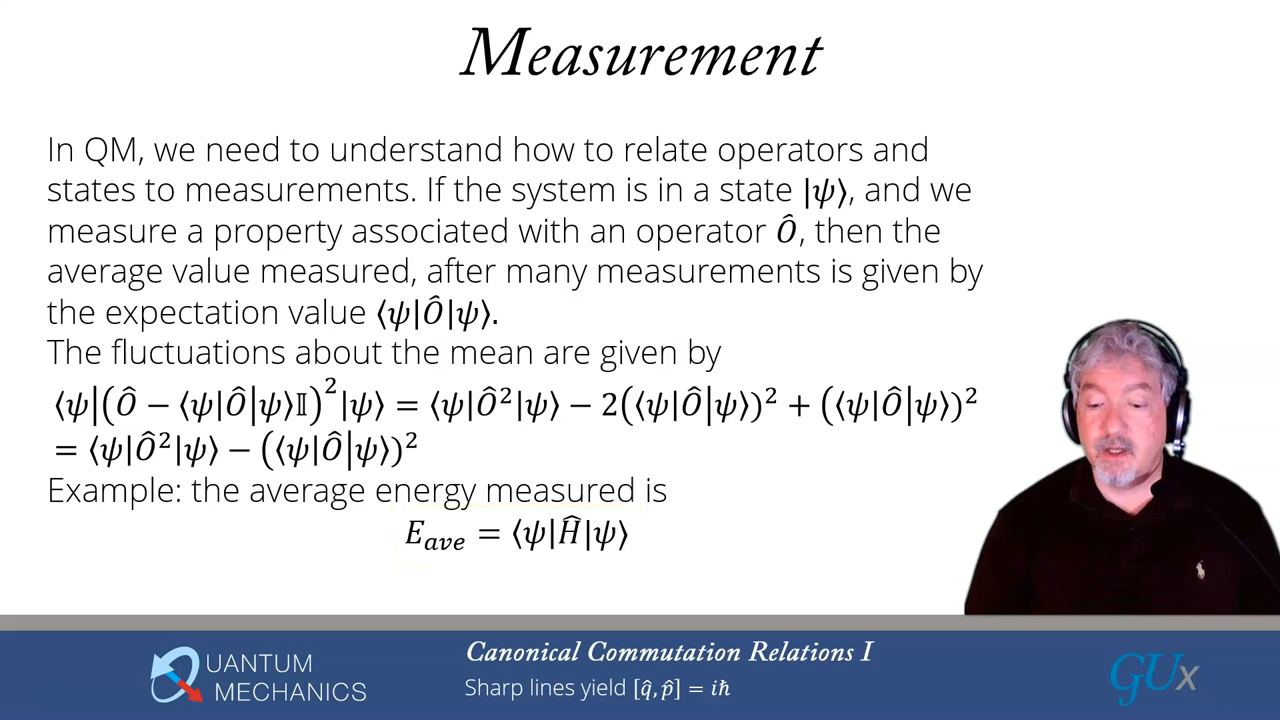 Measurement
In QM, we need to understand how to relate operators and
states to measurements. If the system is in a state |ψ⟩, and we
measure a property associated with an operator Ô, then the
average value measured, after many measurements is given by
the expectation value ⟨ψ|Ô|ψ⟩.
The fluctuations about the mean are given by
⟨ψ|(Ô − ⟨ψ|Ô|ψ⟩𝕀)²|ψ⟩ = ⟨ψ|Ô²|ψ⟩ − 2(⟨ψ|Ô|ψ⟩)² + (⟨ψ|Ô|ψ⟩)²
= ⟨ψ|Ô²|ψ⟩ − (⟨ψ|Ô|ψ⟩)²
Example: the average energy measured is
E_ave = ⟨ψ|Ĥ|ψ⟩
QUANTUM
MECHANICS
Canonical Commutation Relations I
Sharp lines yield [q̂, p̂] = iℏ
GUx